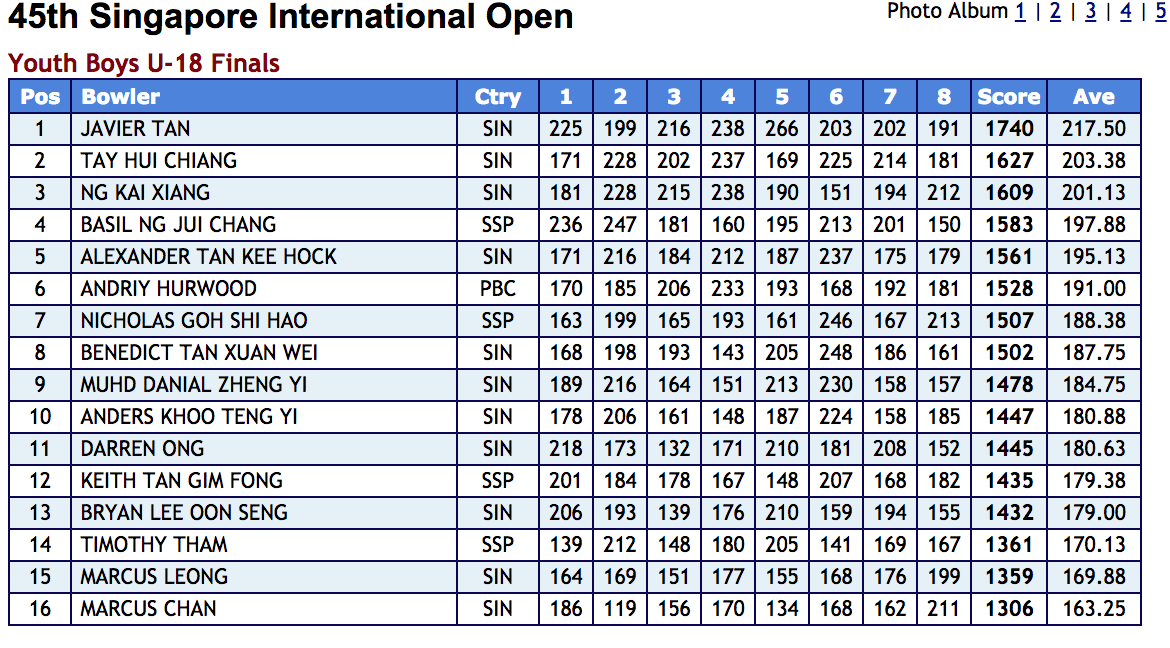 45th Singapore International Open
Photo Album 1 | 2 | 3 | 4 | 5
Youth Boys U-18 Finals
Pos Bowler Ctry 1 2 3 4 5 6 7 8 Score Ave
1 JAVIER TAN SIN 225 199 216 238 266 203 202 191 1740 217.50
2 TAY HUI CHIANG SIN 171 228 202 237 169 225 214 181 1627 203.38
3 NG KAI XIANG SIN 181 228 215 238 190 151 194 212 1609 201.13
4 BASIL NG JUI CHANG SSP 236 247 181 160 195 213 201 150 1583 197.88
5 ALEXANDER TAN KEE HOCK SIN 171 216 184 212 187 237 175 179 1561 195.13
6 ANDRIY HURWOOD PBC 170 185 206 233 193 168 192 181 1528 191.00
7 NICHOLAS GOH SHI HAO SSP 163 199 165 193 161 246 167 213 1507 188.38
8 BENEDICT TAN XUAN WEI SIN 168 198 193 143 205 248 186 161 1502 187.75
9 MUHD DANIAL ZHENG YI SIN 189 216 164 151 213 230 158 157 1478 184.75
10 ANDERS KHOO TENG YI SIN 178 206 161 148 187 224 158 185 1447 180.88
11 DARREN ONG SIN 218 173 132 171 210 181 208 152 1445 180.63
12 KEITH TAN GIM FONG SSP 201 184 178 167 148 207 168 182 1435 179.38
13 BRYAN LEE OON SENG SIN 206 193 139 176 210 159 194 155 1432 179.00
14 TIMOTHY THAM SSP 139 212 148 180 205 141 169 167 1361 170.13
15 MARCUS LEONG SIN 164 169 151 177 155 168 176 199 1359 169.88
16 MARCUS CHAN SIN 186 119 156 170 134 168 162 211 1306 163.25